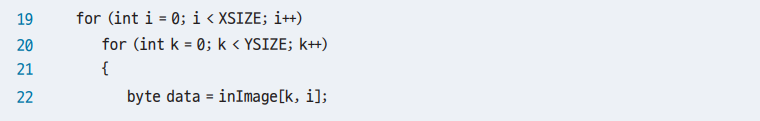 19 for (int i = 0; i < XSIZE; i++)
20 for (int k = 0; k < YSIZE; k++)
21 {
22 byte data = inImage[k, i];